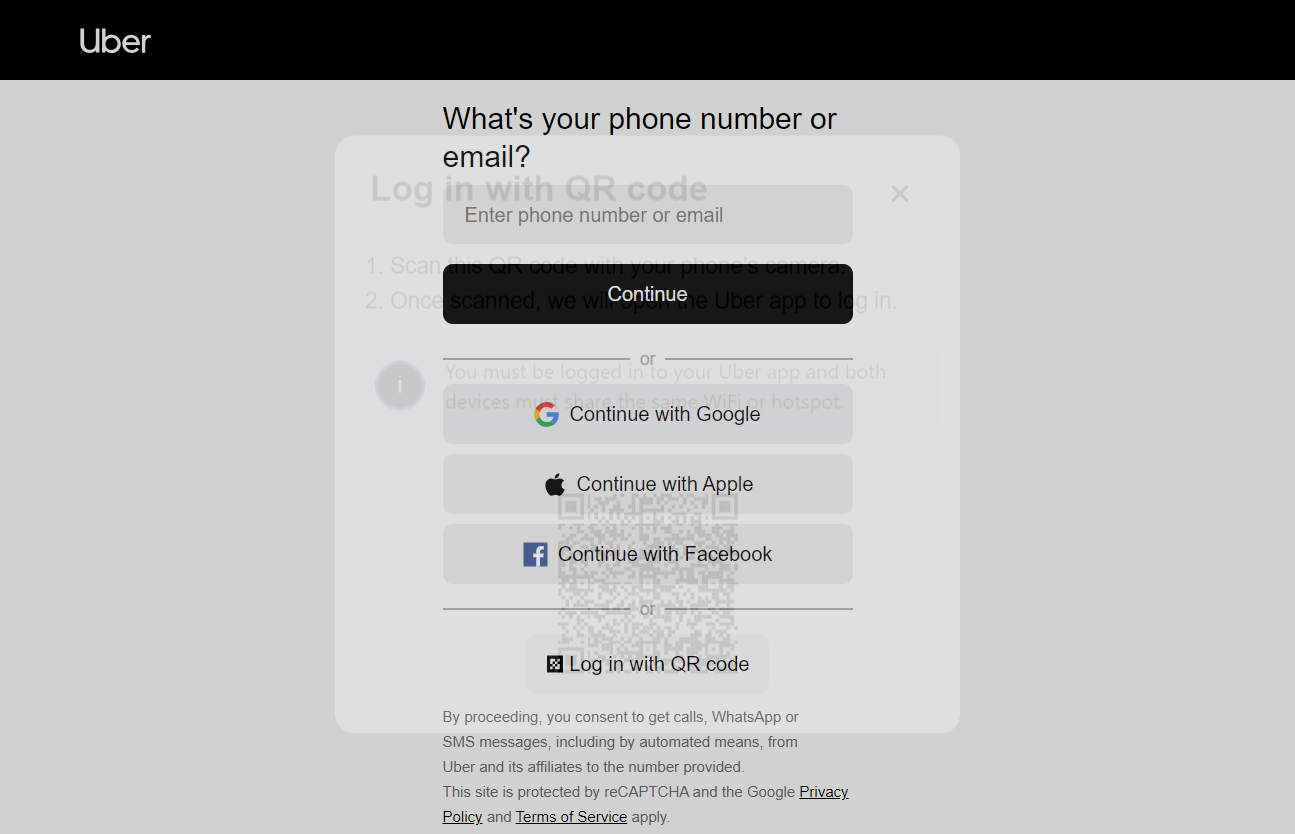 Uber
What's your phone number or
email?
Log in with QR code
Enter phone number or email
1. Scan this QR code with your phone's camera.
Continue
2. Once scanned, we will open the Uber app to log in.
or
You must be logged in to your Uber app and both
devices must share the same WiFi or hotspot.
Continue with Google
Continue with Apple
Continue with Facebook
or
Log in with QR code
By proceeding, you consent to get calls, WhatsApp or
SMS messages, including by automated means, from
Uber and its affiliates to the number provided.
This site is protected by reCAPTCHA and the Google Privacy
Policy and Terms of Service apply.